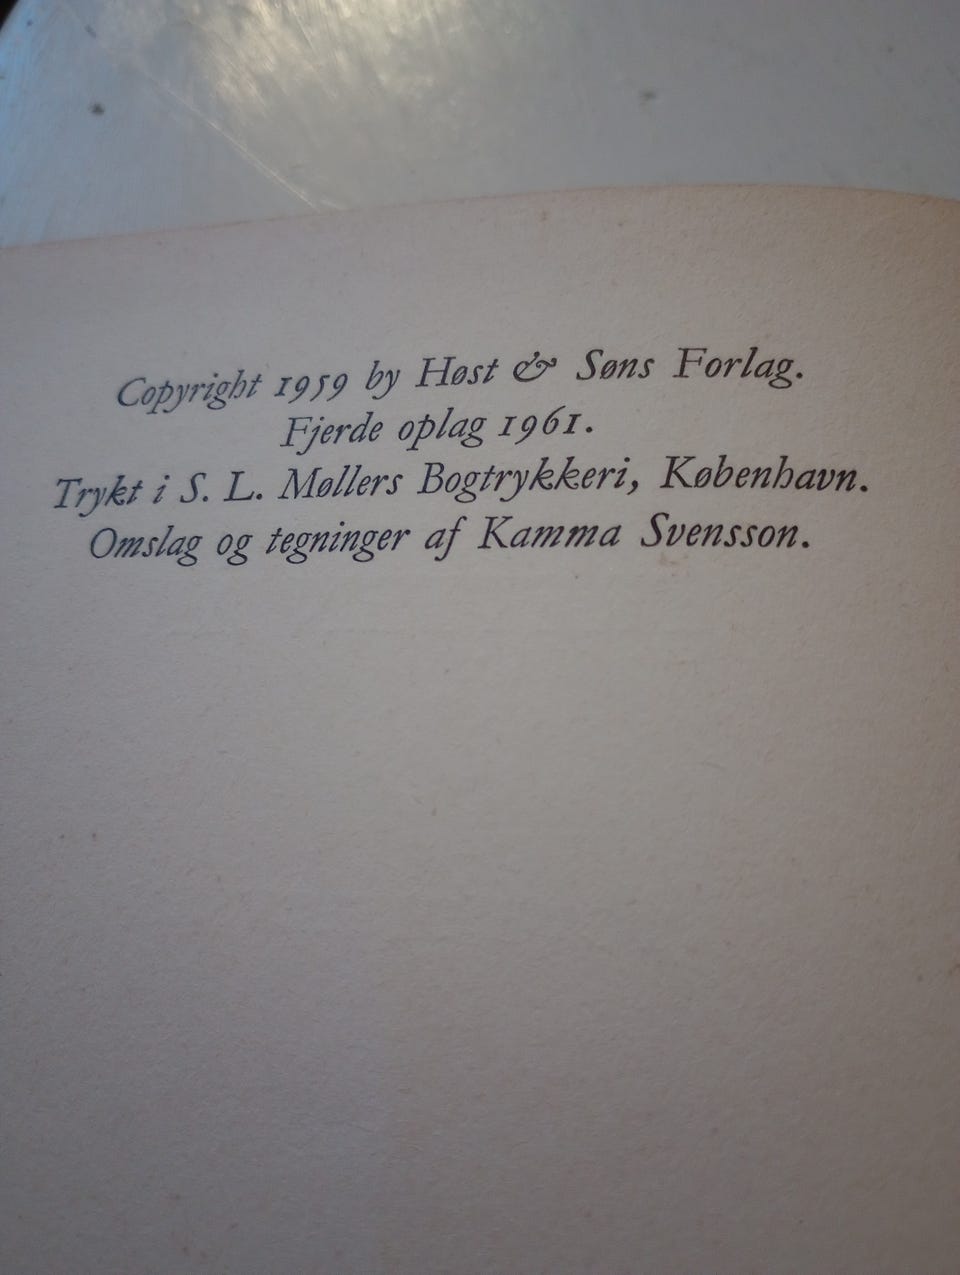 Copyright 1959 by Høst & Søns Forlag.
Fjerde oplag 1961.
Trykt i S. L. Møllers Bogtrykkeri, København.
Omslag og tegninger af Kamma Svensson.